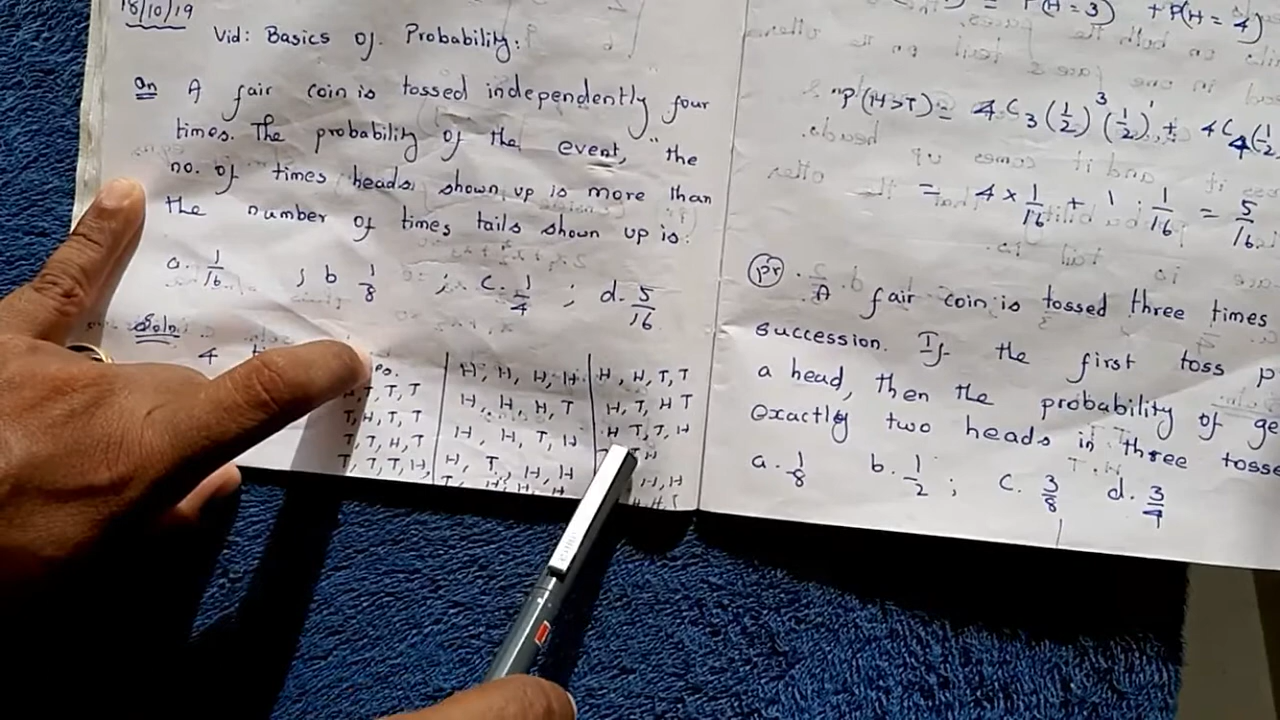 18/10/19
Vid: Basics of Probability:
Qn A fair coin is tossed independently four
times. The probability of the event, "the
no. of times heads shown up is more than
the number of times tails shown up is:
a. 1/16 ; b 1/8 ; c. 1/4 ; d. 5/16
Soln
4
T, T, T
T, H, T, T
T, T, H, T
T, T, T, H,
H, H, H, H
H, H, H, T
H, H, T, H
H, T, H, H
T, H, H, H
H, H, T, T
H, T, H T
H T, T, H
P(H = 3) + P(H = 4)
P(H>T) = 4C3 (1/2)^3 (1/2)^1 + 4C4 (1/2
= 4 × 1/16 + 1 . 1/16 = 5/16
Pr. A fair coin is tossed three times
succession. If the first toss
a head, then the probability of
exactly two heads in three
a. 1/8 b. 1/2 ; c. 3/8 d. 3/4